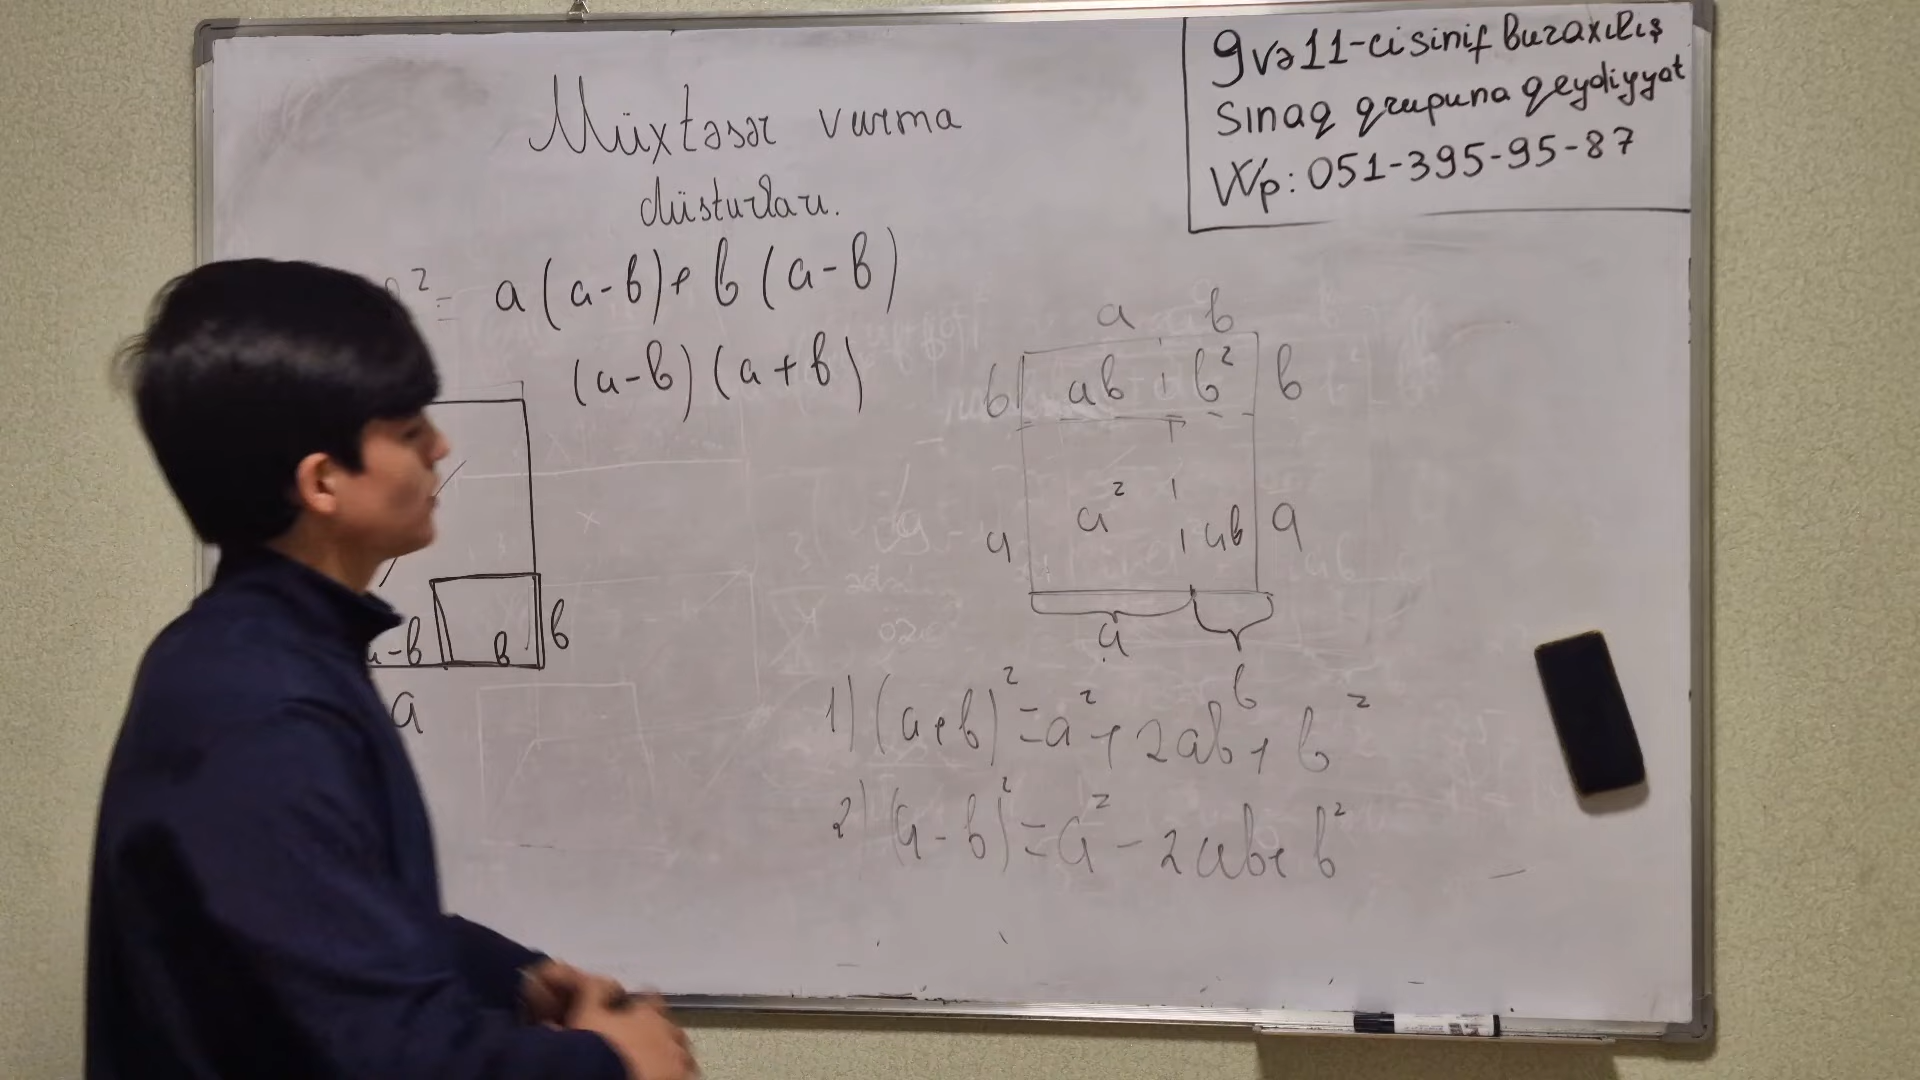 Müxtəsər vurma
düsturları.
9 və 11-ci sinif Buraxılış
Sınaq qrupuna qeydiyyat
Wp: 051-395-95-87
² = a(a-b)+b(a-b)
(a-b)(a+b)
a-b b b
a
a b
b ab b² b
a a² ab a
a b
1) (a+b)² = a² + 2ab + b²
2) (a-b)² = a² - 2ab + b²